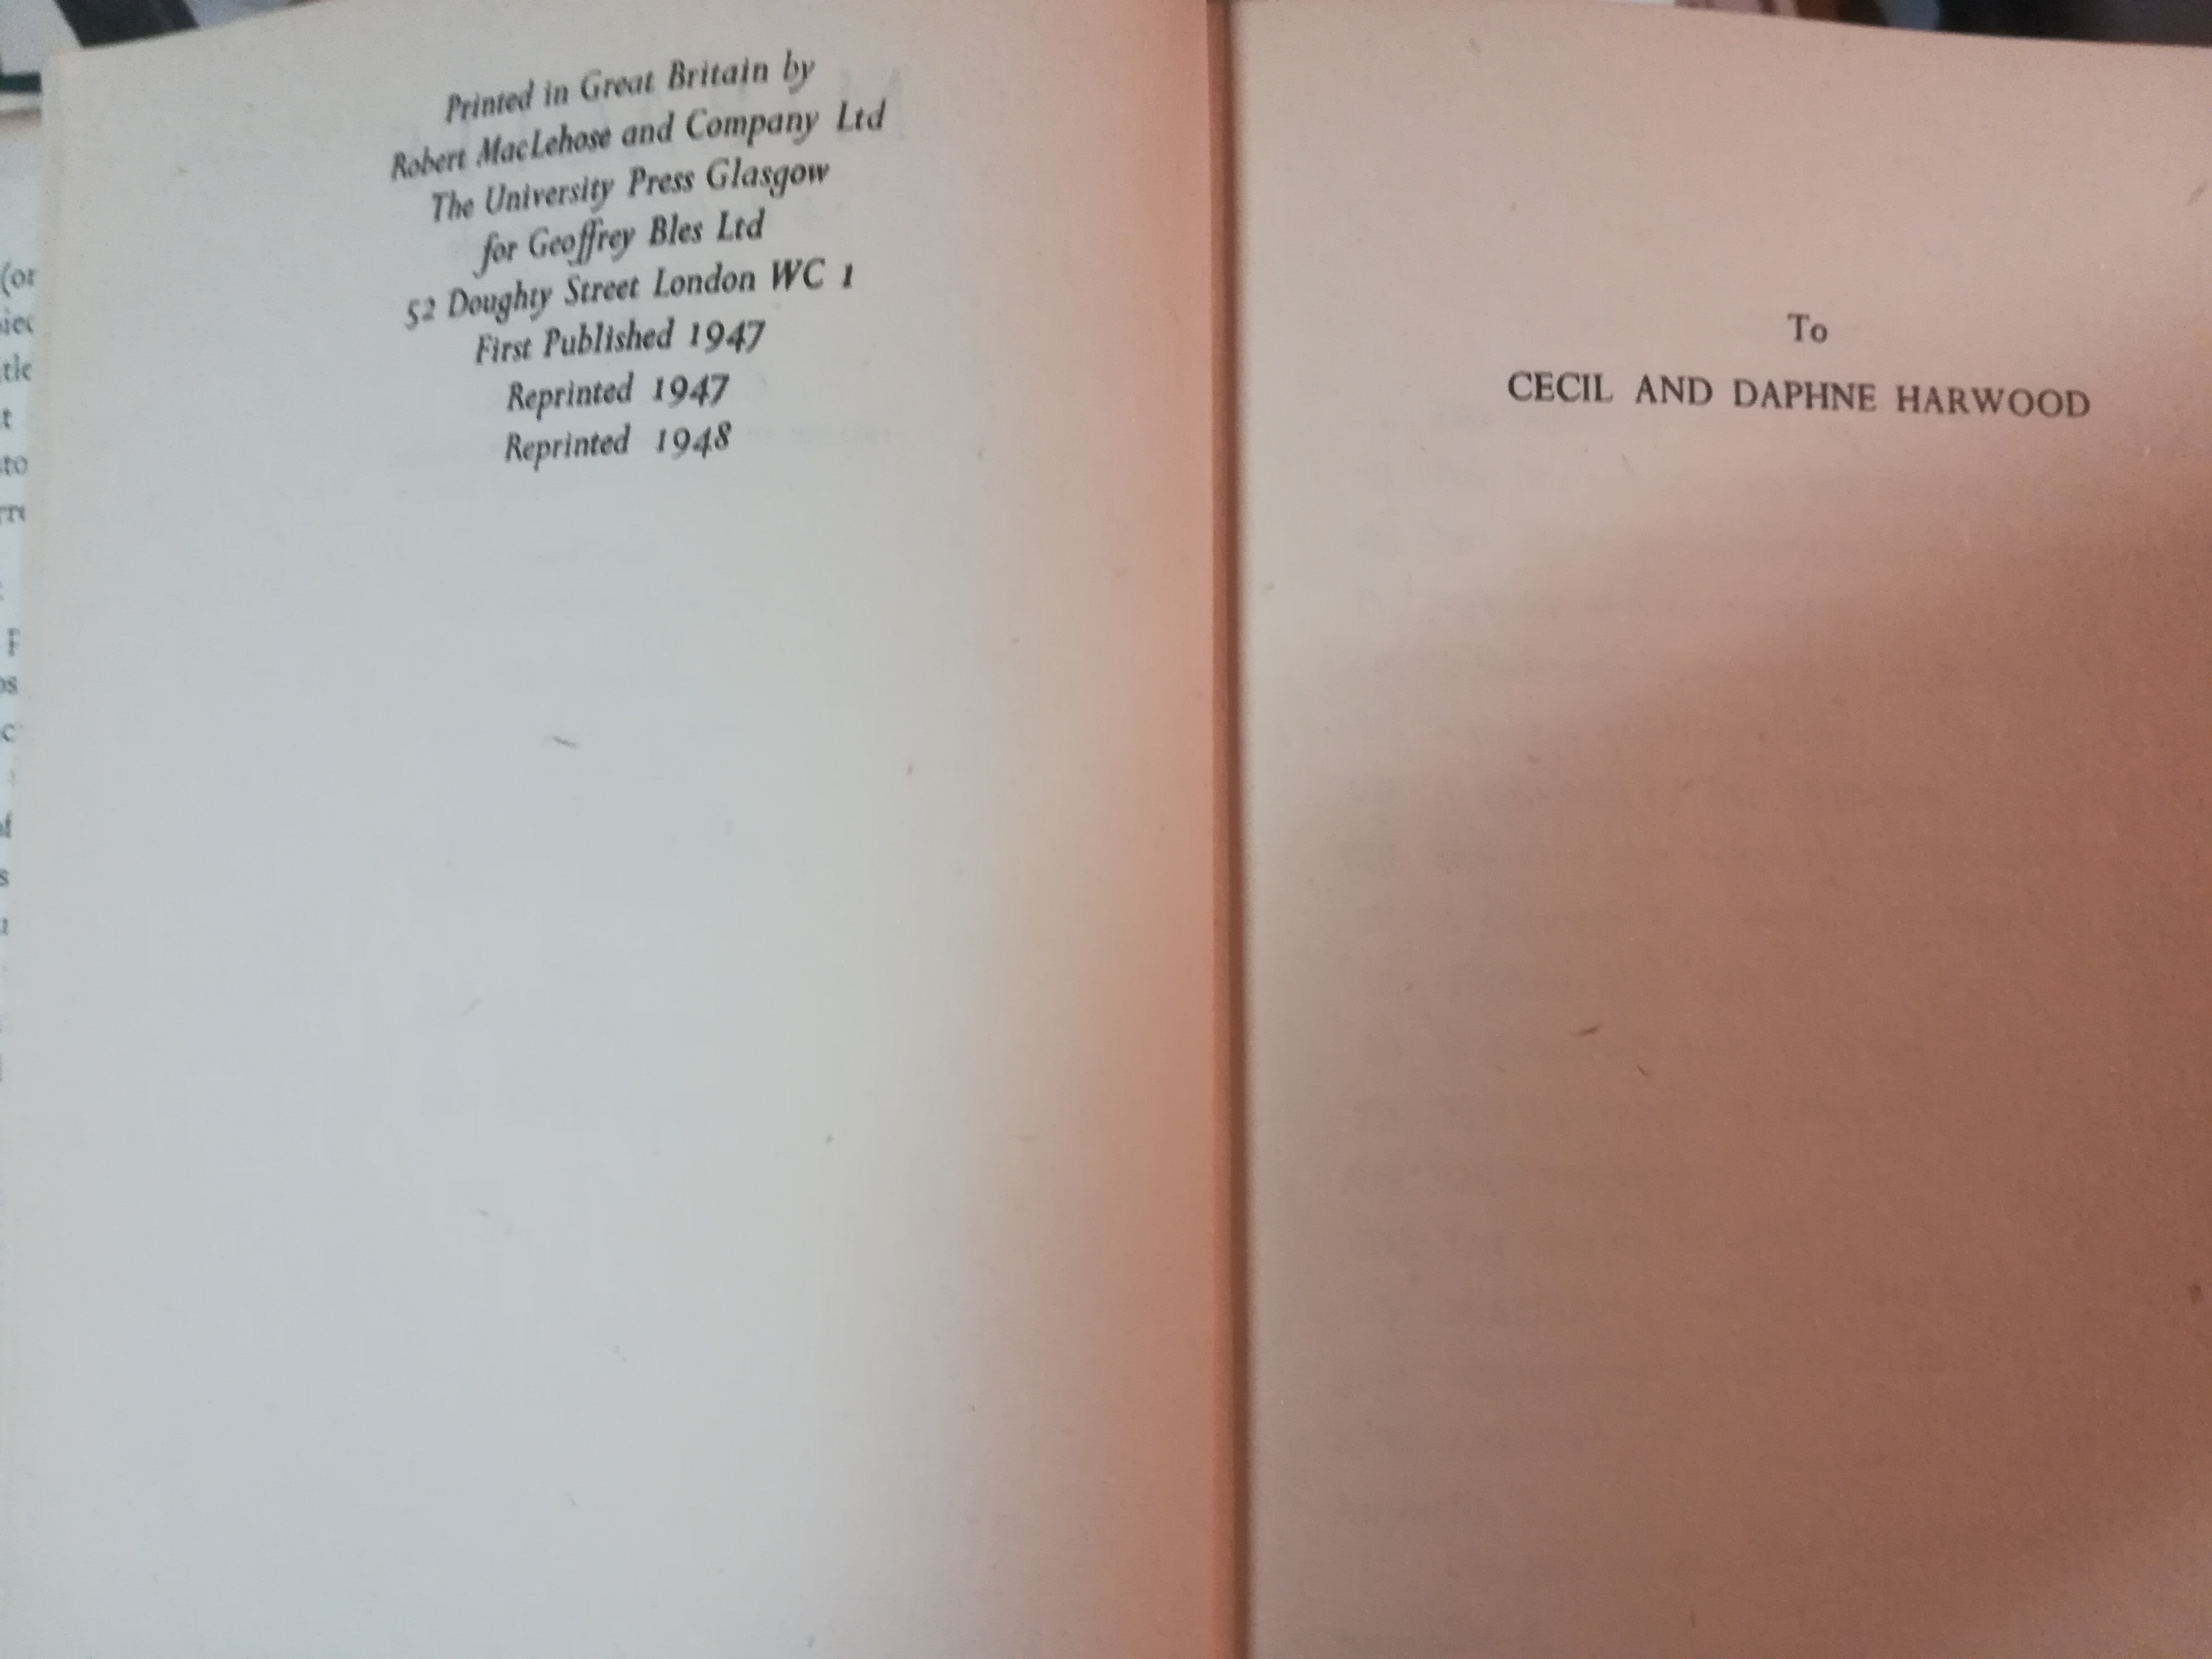 Printed in Great Britain by
Robert MacLehose and Company Ltd
The University Press Glasgow
for Geoffrey Bles Ltd
52 Doughty Street London WC 1
First Published 1947
Reprinted 1947
Reprinted 1948
To
CECIL AND DAPHNE HARWOOD